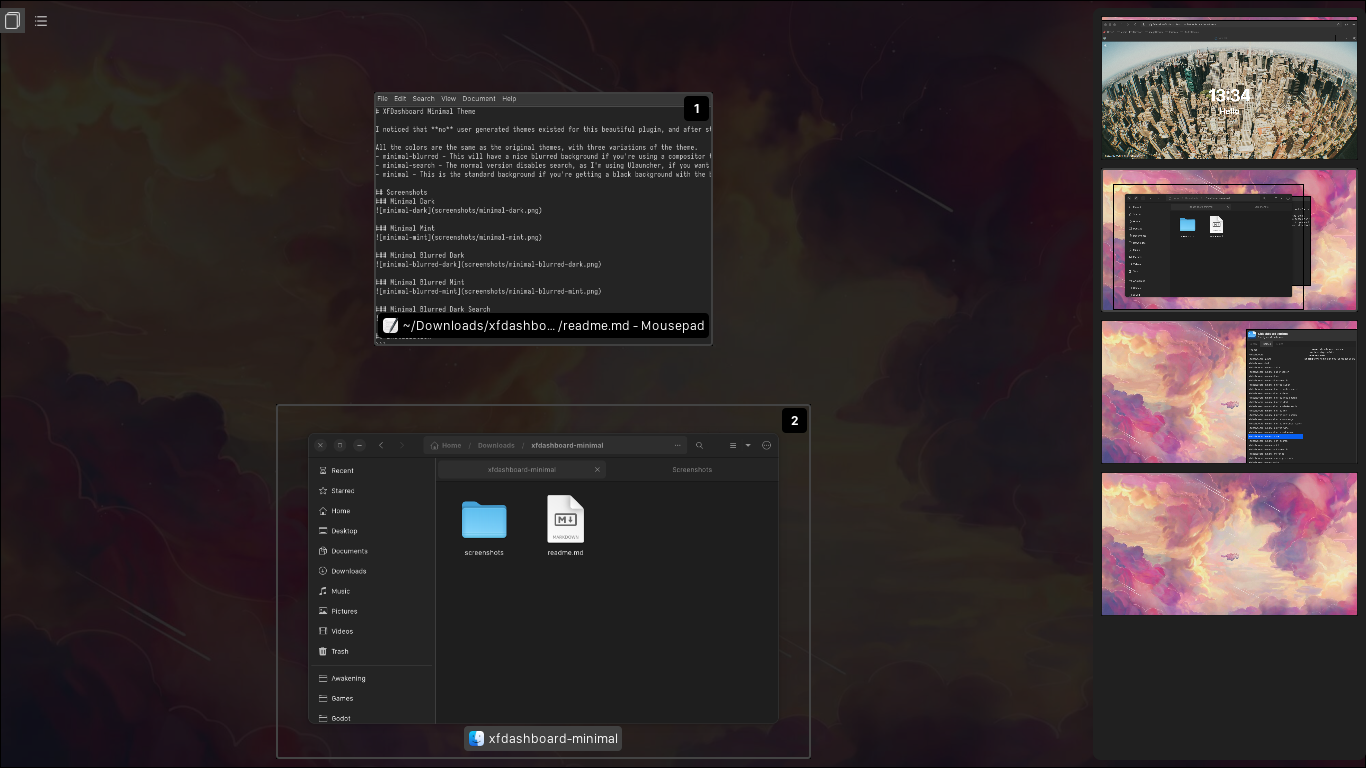 File Edit Search View Document Help
1
# XFDashboard Minimal Theme
I noticed that **no** user generated themes existed for this beautiful plugin, and after
All the colors are the same as the original themes, with three variations of the theme.
- minimal-blurred - This will have a nice blurred background if you're using a compositor
- minimal-search - The normal version disables search, as I'm using Ulauncher, if you want
- minimal - This is the standard background if you're getting a black background with the
## Screenshots
### Minimal Dark
![minimal-dark](screenshots/minimal-dark.png)
### Minimal Mint
![minimal-mint](screenshots/minimal-mint.png)
### Minimal Blurred Dark
![minimal-blurred-dark](screenshots/minimal-blurred-dark.png)
### Minimal Blurred Mint
![minimal-blurred-mint](screenshots/minimal-blurred-mint.png)
### Minimal Blurred Dark Search
~/Downloads/xfdashbo… /readme.md - Mousepad
2
Home / Downloads / xfdashboard-minimal
xfdashboard-minimal
Screenshots
Recent
Starred
Home
Desktop
Documents
Downloads
Music
Pictures
Videos
Trash
Awakening
Games
Godot
screenshots
MARKDOWN
readme.md
xfdashboard-minimal
13:34
Hello